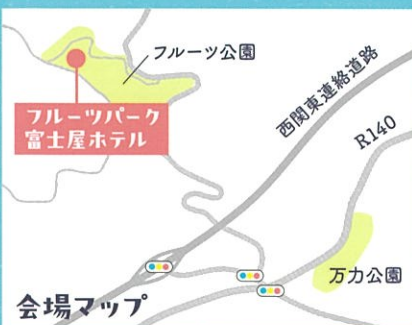 フルーツ公園
西関東連絡道路
R140
フルーツパーク
富士屋ホテル
万力公園
会場マップ